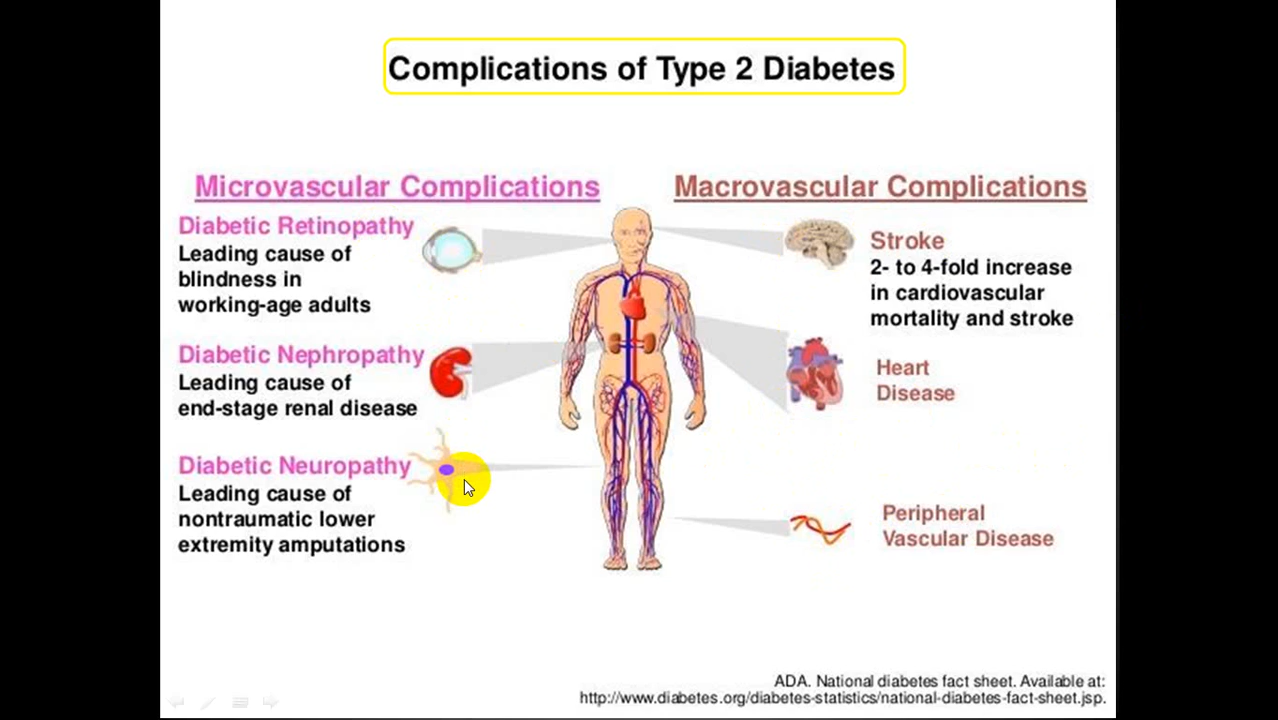 Complications of Type 2 Diabetes
Microvascular Complications
Diabetic Retinopathy
Leading cause of
blindness in
working-age adults
Diabetic Nephropathy
Leading cause of
end-stage renal disease
Diabetic Neuropathy
Leading cause of
nontraumatic lower
extremity amputations
Macrovascular Complications
Stroke
2- to 4-fold increase
in cardiovascular
mortality and stroke
Heart
Disease
Peripheral
Vascular Disease
ADA. National diabetes fact sheet. Available at:
http://www.diabetes.org/diabetes-statistics/national-diabetes-fact-sheet.jsp.